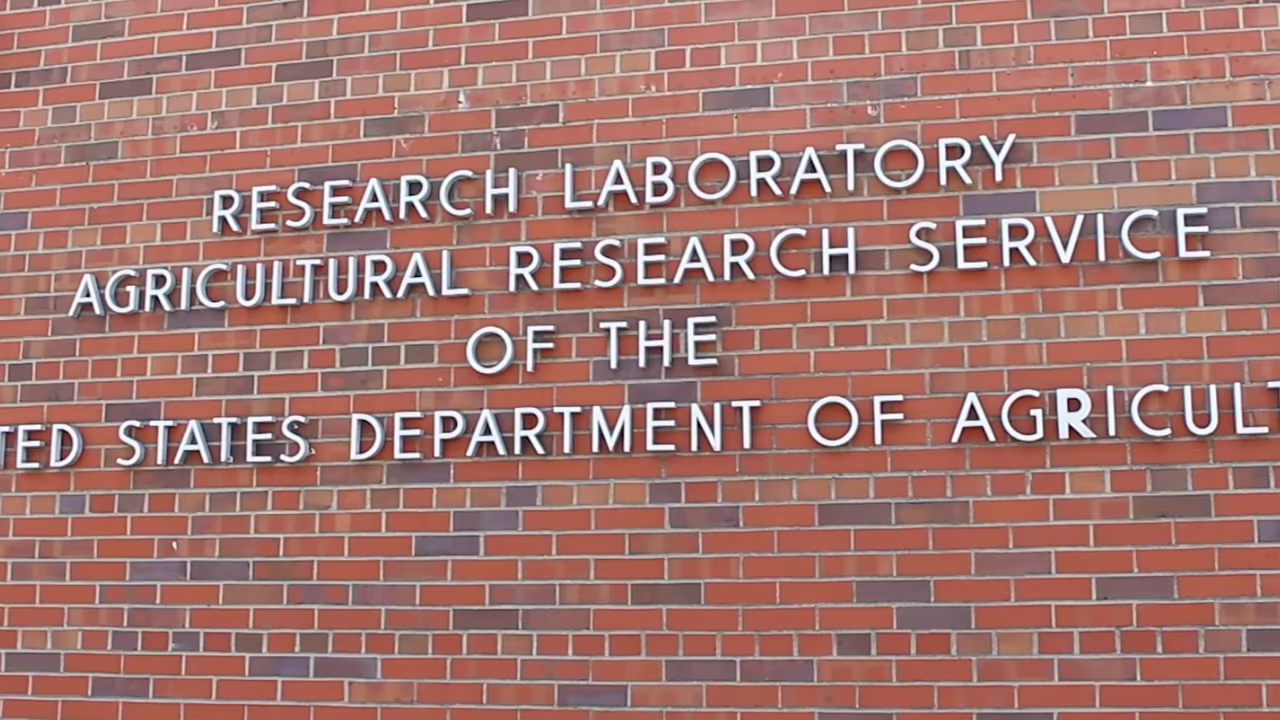 RESEARCH LABORATORY
AGRICULTURAL RESEARCH SERVICE
OF THE
TED STATES DEPARTMENT OF AGRICULT